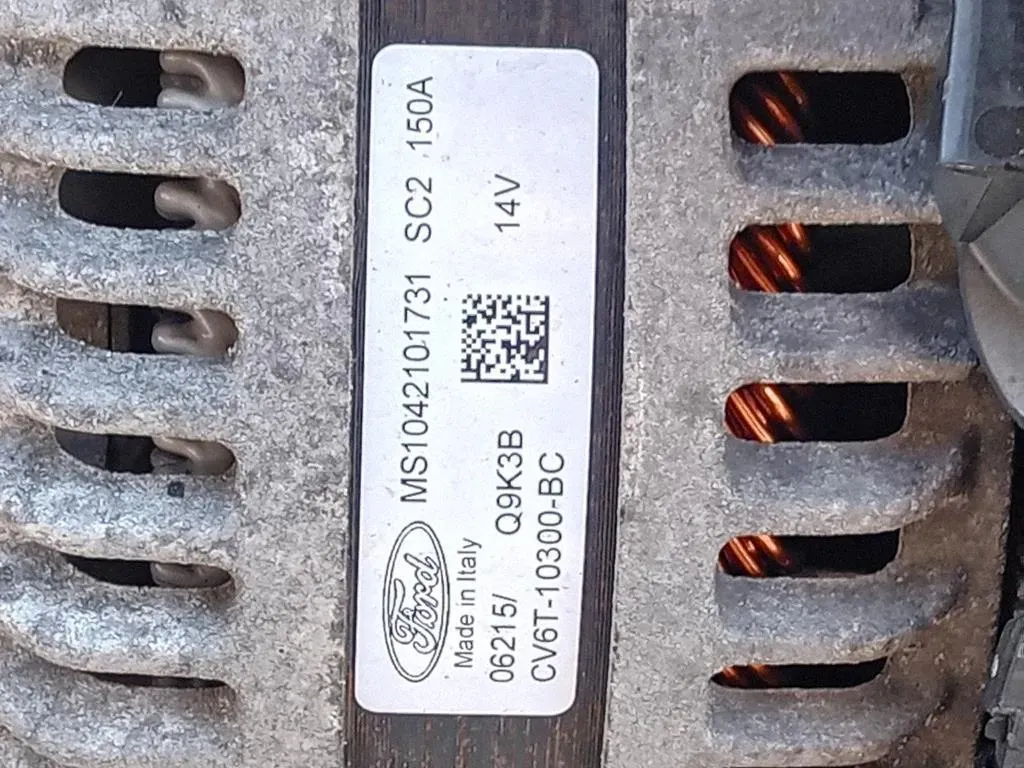 Ford MS1042101731 SC2 150A
Made in Italy
06215/ Q9K3B 14V
CV6T-10300-BC